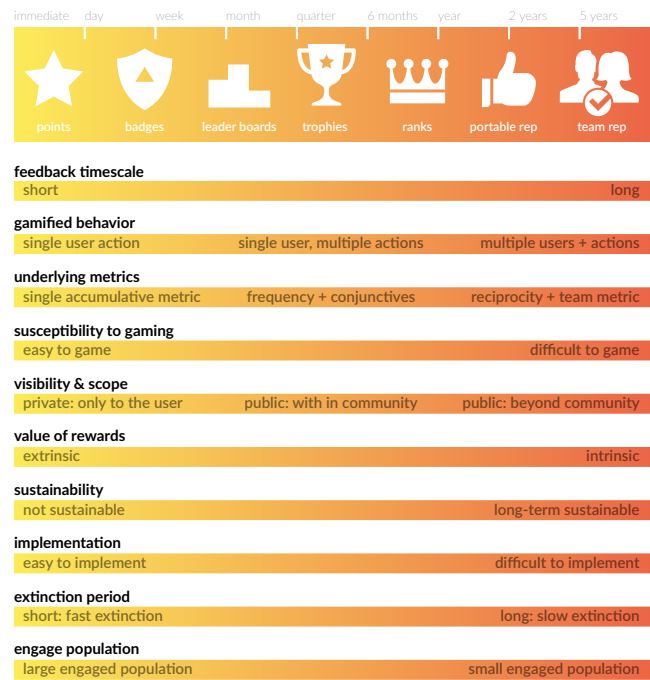 immediate day week month quarter 6 months year 2 years 5 years
points badges leader boards trophies ranks portable rep team rep
feedback timescale
short long
gamified behavior
single user action single user, multiple actions multiple users + actions
underlying metrics
single accumulative metric frequency + conjunctives reciprocity + team metric
susceptibility to gaming
easy to game difficult to game
visibility & scope
private: only to the user public: with in community public: beyond community
value of rewards
extrinsic intrinsic
sustainability
not sustainable long-term sustainable
implementation
easy to implement difficult to implement
extinction period
short: fast extinction long: slow extinction
engage population
large engaged population small engaged population